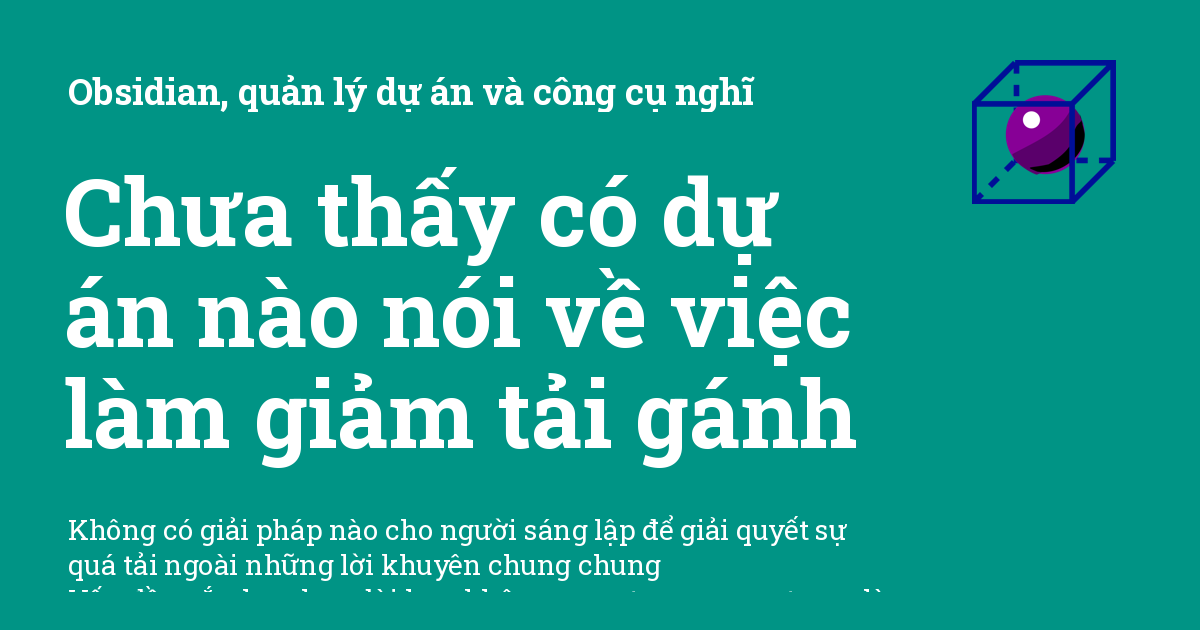 Obsidian, quản lý dự án và công cụ nghĩ
Chưa thấy có dự
án nào nói về việc
làm giảm tải gánh
Không có giải pháp nào cho người sáng lập để giải quyết sự
quá tải ngoài những lời khuyên chung chung